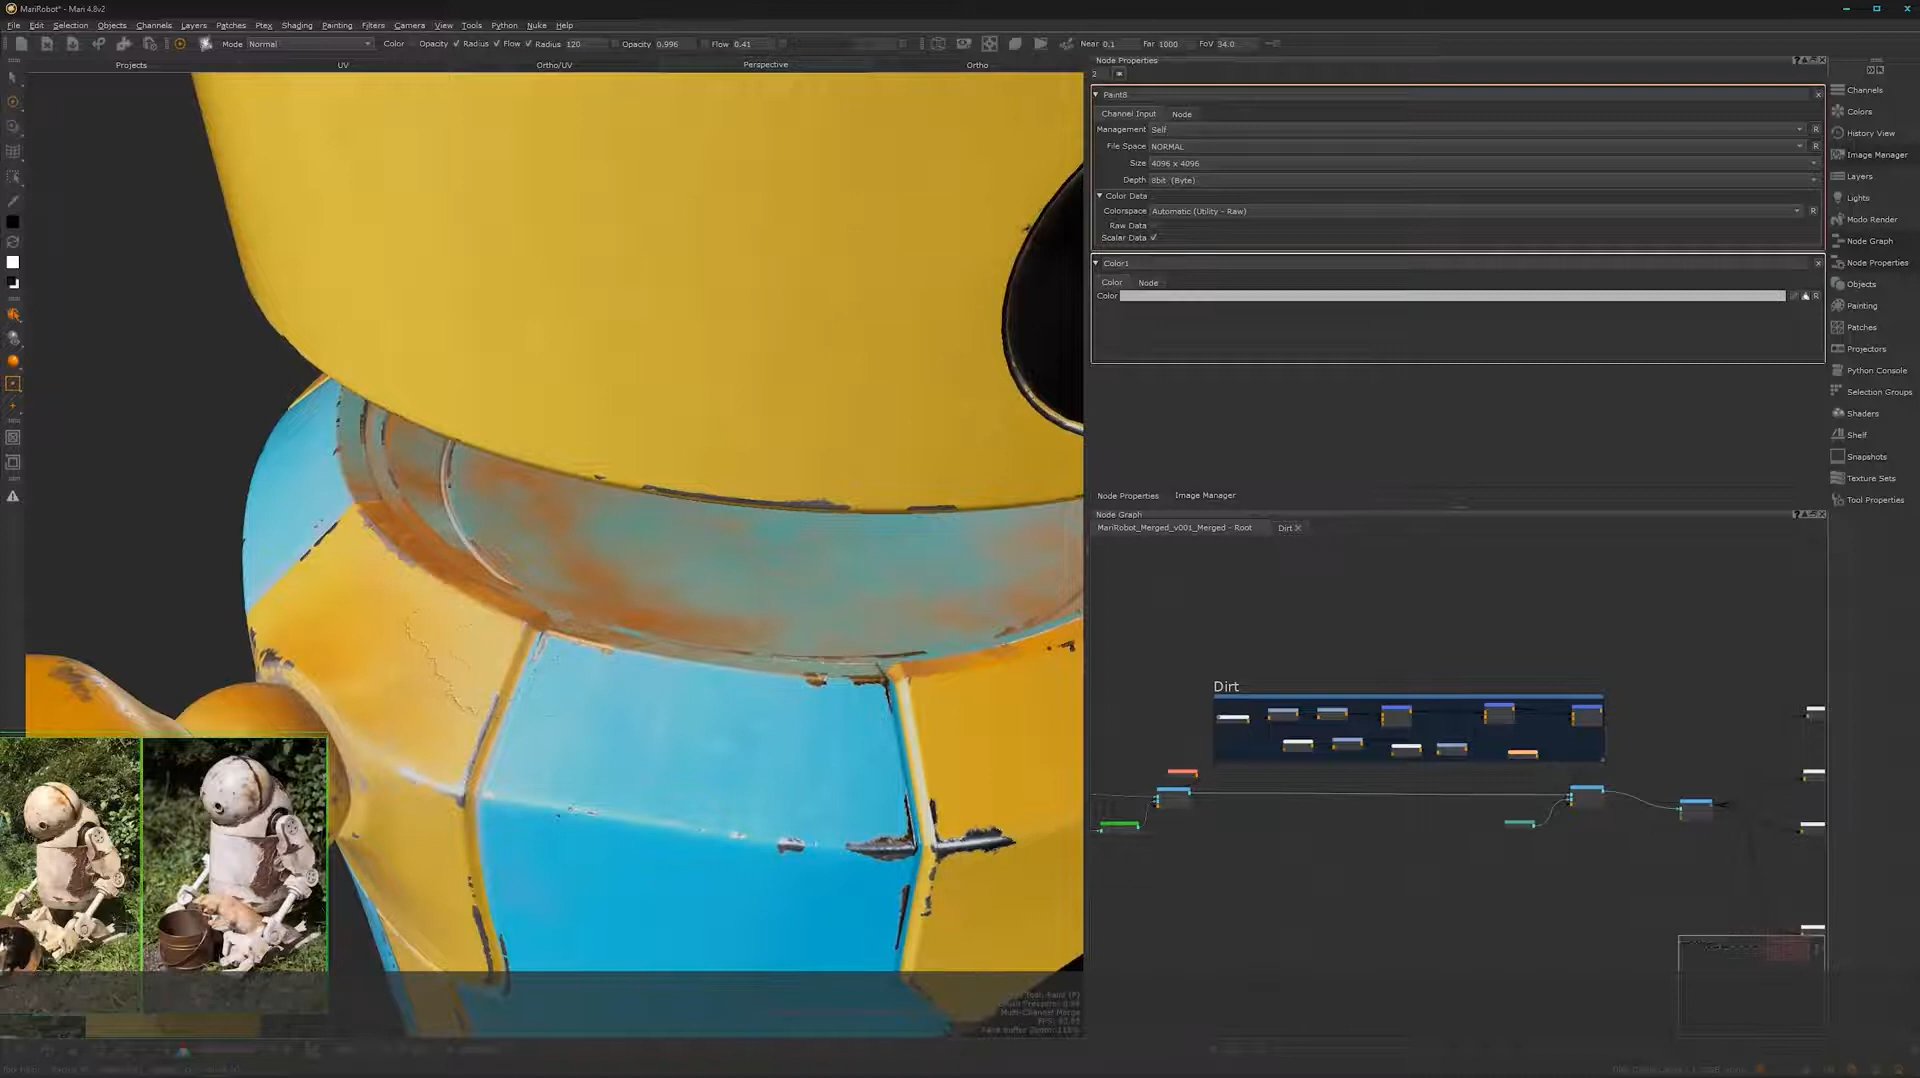 MariRobot* - Mari 4.8v2
File Edit Selection Objects Channels Layers Patches Ptex Shading Painting Filters Camera View Tools Python Nuke Help
Mode Normal Color Opacity Radius Flow Radius 120 Opacity 0.996 Flow 0.41 Near 0.1 Far 1000 FoV 34.0
Projects UV Ortho/UV Perspective Ortho
Node Properties
2
Paint8
Channel Input Node
Management Self R
File Space NORMAL R
Size 4096 x 4096
Depth 8bit (Byte)
Color Data
Colorspace Automatic (Utility - Raw) R
Raw Data
Scalar Data
Color1
Color Node
Color R
Node Properties Image Manager
Node Graph
MariRobot_Merged_v001_Merged - Root Dirt
Dirt
Channels
Colors
History View
Image Manager
Layers
Lights
Modo Render
Node Graph
Node Properties
Objects
Painting
Patches
Projectors
Python Console
Selection Groups
Shaders
Shelf
Snapshots
Texture Sets
Tool Properties